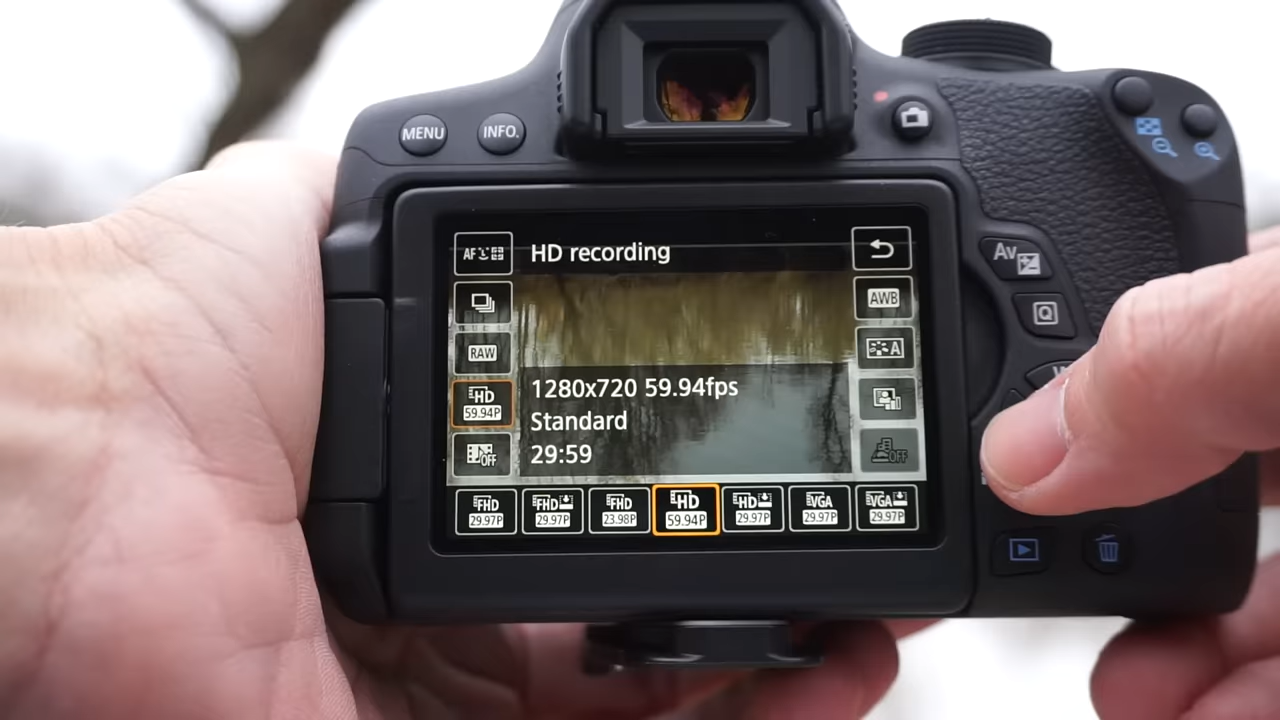 MENU
INFO.
Av
Q
AF HD recording
AWB
RAW
A
HD
59.94P
1280x720 59.94fps
Standard
29:59
OFF
OFF
FHD
29.97P
FHD
29.97P
FHD
23.98P
HD
59.94P
HD
29.97P
VGA
29.97P
VGA
29.97P